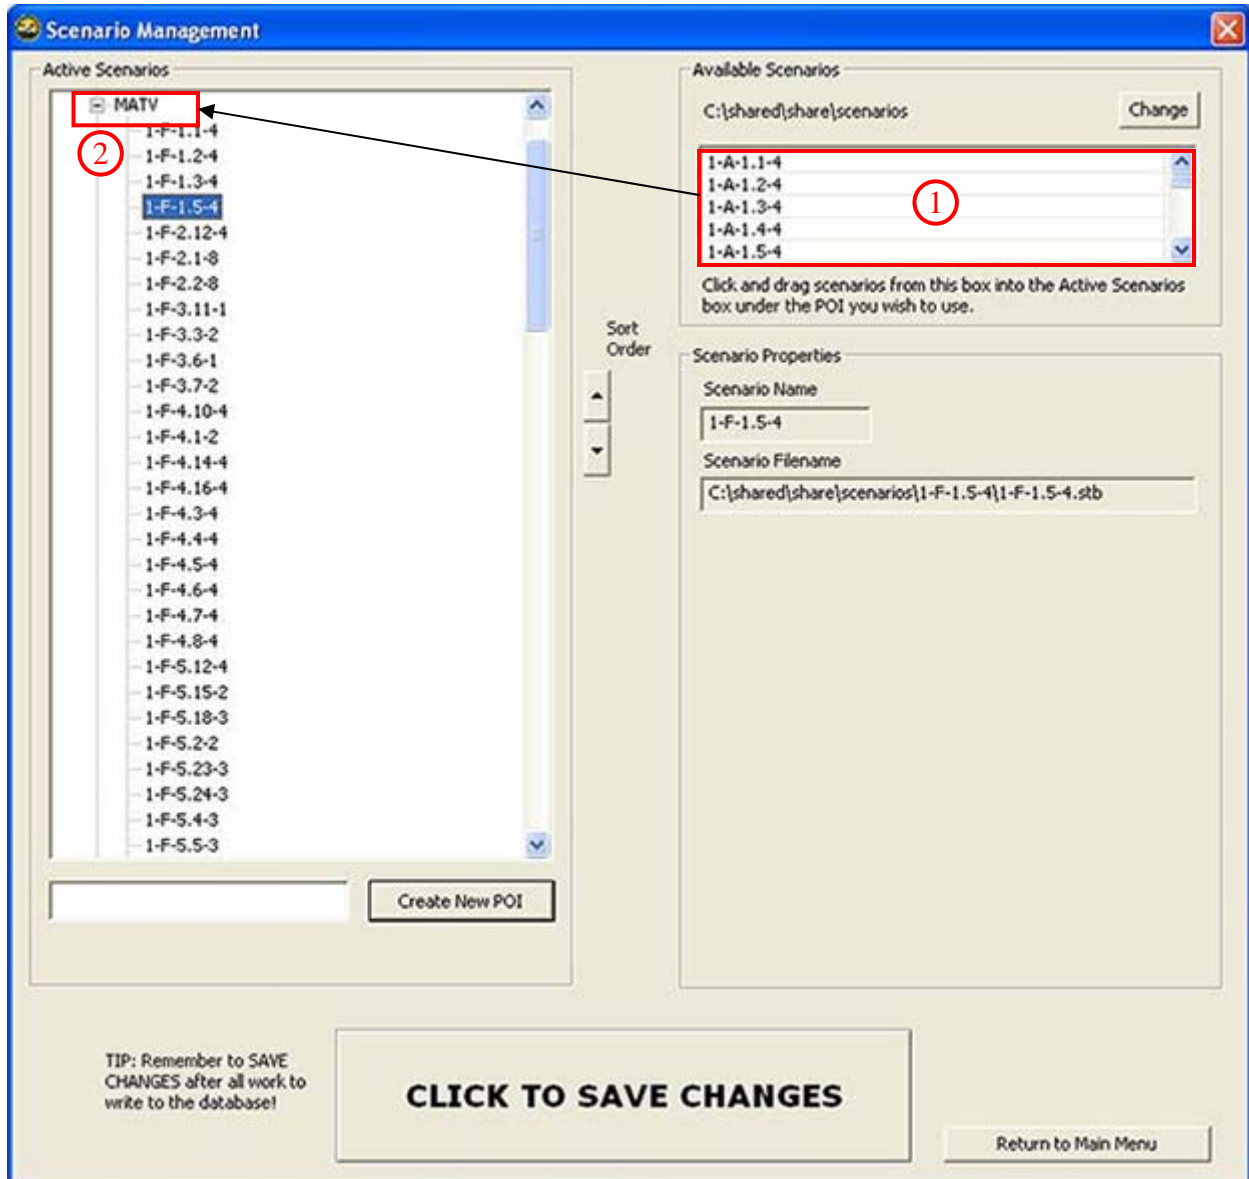 Scenario Management
Active Scenarios
MATV
1-F-1.1-4
2
1-F-1.2-4
1-F-1.3-4
1-F-1.5-4
1-F-2.12-4
1-F-2.1-8
1-F-2.2-8
1-F-3.11-1
1-F-3.3-2
1-F-3.6-1
1-F-3.7-2
1-F-4.10-4
1-F-4.1-2
1-F-4.14-4
1-F-4.16-4
1-F-4.3-4
1-F-4.4-4
1-F-4.5-4
1-F-4.6-4
1-F-4.7-4
1-F-4.8-4
1-F-5.12-4
1-F-5.15-2
1-F-5.18-3
1-F-5.2-2
1-F-5.23-3
1-F-5.24-3
1-F-5.4-3
1-F-5.5-3
Create New POI
Sort
Order
Available Scenarios
C:\shared\share\scenarios
Change
1-A-1.1-4
1-A-1.2-4
1-A-1.3-4
1-A-1.4-4
1-A-1.5-4
1
Click and drag scenarios from this box into the Active Scenarios
box under the POI you wish to use.
Scenario Properties
Scenario Name
1-F-1.5-4
Scenario Filename
C:\shared\share\scenarios\1-F-1.5-4\1-F-1.5-4.stb
TIP: Remember to SAVE
CHANGES after all work to
write to the database!
CLICK TO SAVE CHANGES
Return to Main Menu